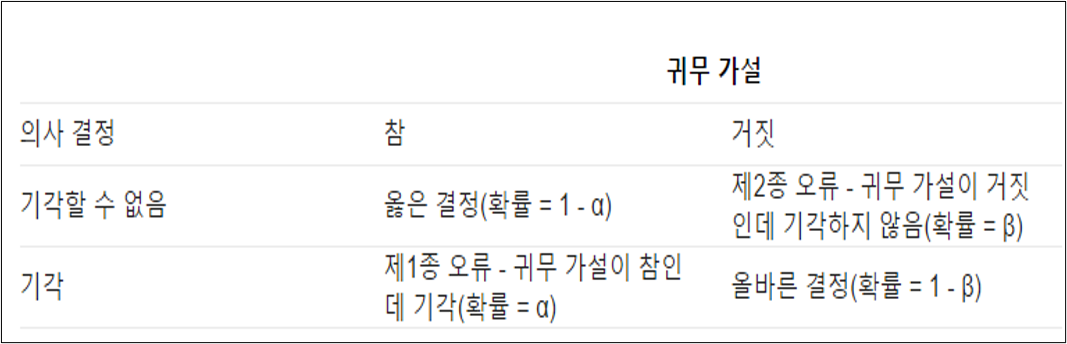 귀무 가설
의사 결정 참 거짓
기각할 수 없음 옳은 결정(확률 = 1 - α) 제2종 오류 - 귀무 가설이 거짓
인데 기각하지 않음(확률 = β)
기각 제1종 오류 - 귀무 가설이 참인
데 기각(확률 = α) 올바른 결정(확률 = 1 - β)